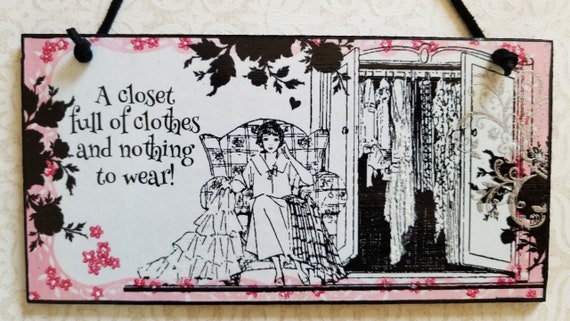 A closet
full of clothes
and nothing
to wear!